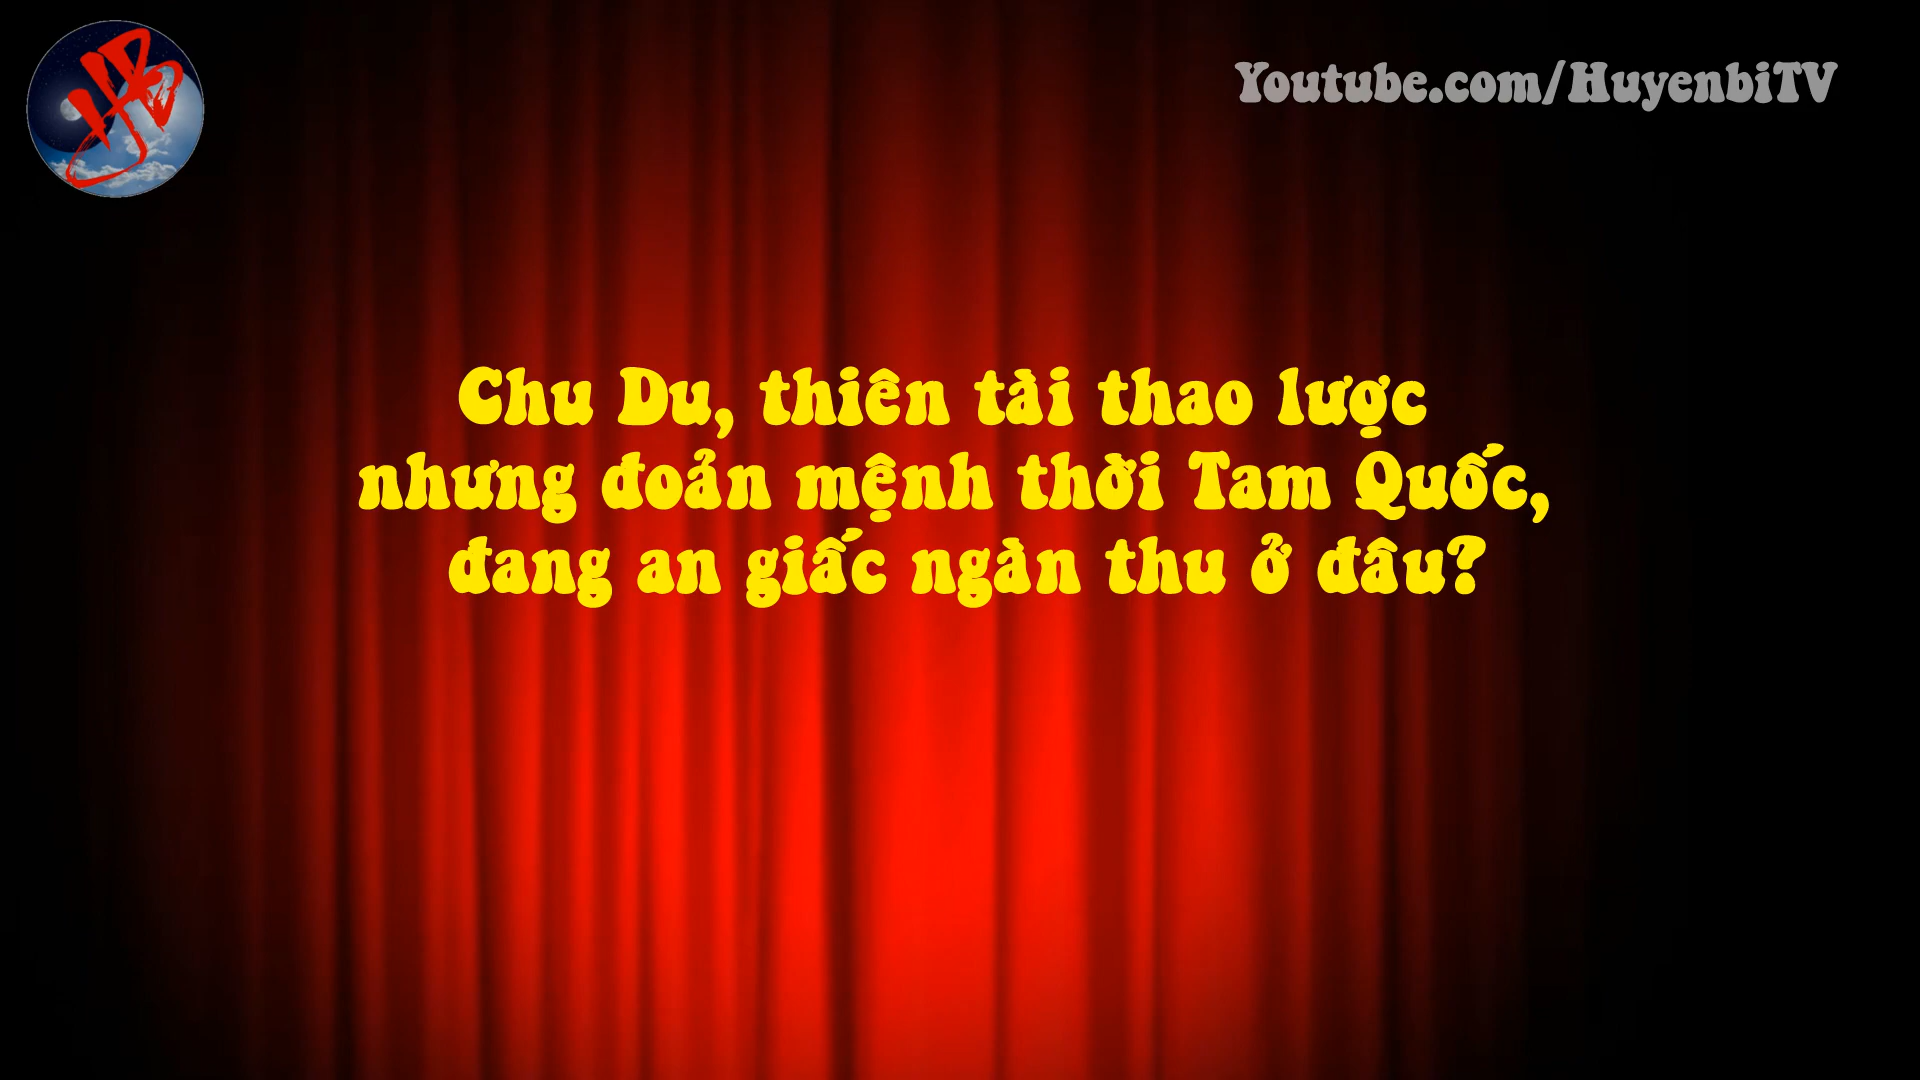 Youtube.com/HuyenbiTV
Chu Du, thiên tài thao lược
nhưng đoản mệnh thời Tam Quốc,
đang an giấc ngàn thu ở đâu?